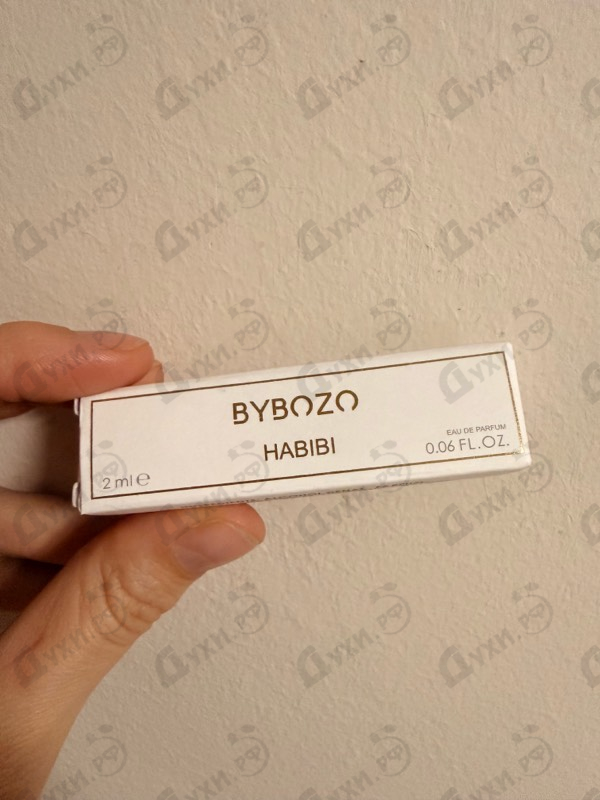 BYBOZO
HABIBI
EAU DE PARFUM
0.06 FL.OZ.
2 ml e
Духи.рф